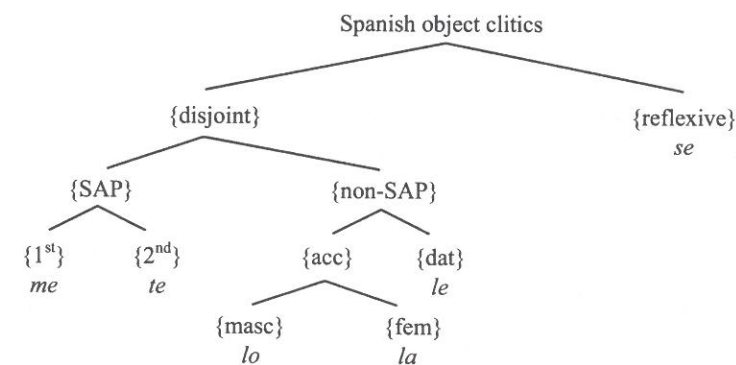 Spanish object clitics
{disjoint} {reflexive}
se
{SAP} {non-SAP}
{1st} {2nd} {acc} {dat}
me te le
{masc} {fem}
lo la